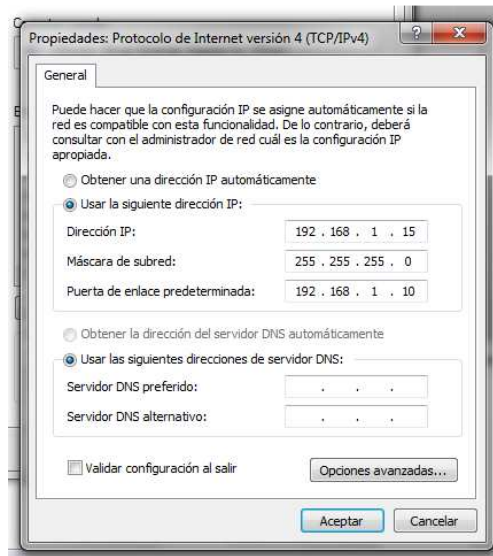 Propiedades: Protocolo de Internet versión 4 (TCP/IPv4)
General
Puede hacer que la configuración IP se asigne automáticamente si la
red es compatible con esta funcionalidad. De lo contrario, deberá
consultar con el administrador de red cuál es la configuración IP
apropiada.
Obtener una dirección IP automáticamente
Usar la siguiente dirección IP:
Dirección IP: 192 . 168 . 1 . 15
Máscara de subred: 255 . 255 . 255 . 0
Puerta de enlace predeterminada: 192 . 168 . 1 . 10
Obtener la dirección del servidor DNS automáticamente
Usar las siguientes direcciones de servidor DNS:
Servidor DNS preferido: . . .
Servidor DNS alternativo: . . .
Validar configuración al salir
Opciones avanzadas...
Aceptar Cancelar